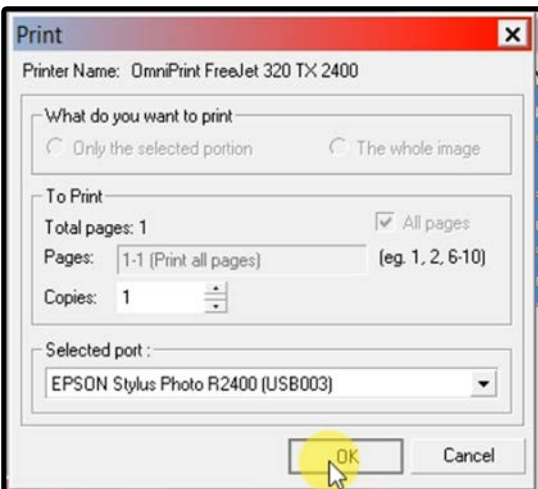 Print
Printer Name: OmniPrint FreeJet 320 TX 2400
What do you want to print
Only the selected portion The whole image
To Print
Total pages: 1 All pages
Pages: 1-1 (Print all pages) (eg. 1, 2, 6-10)
Copies: 1
Selected port :
EPSON Stylus Photo R2400 (USB003)
OK Cancel